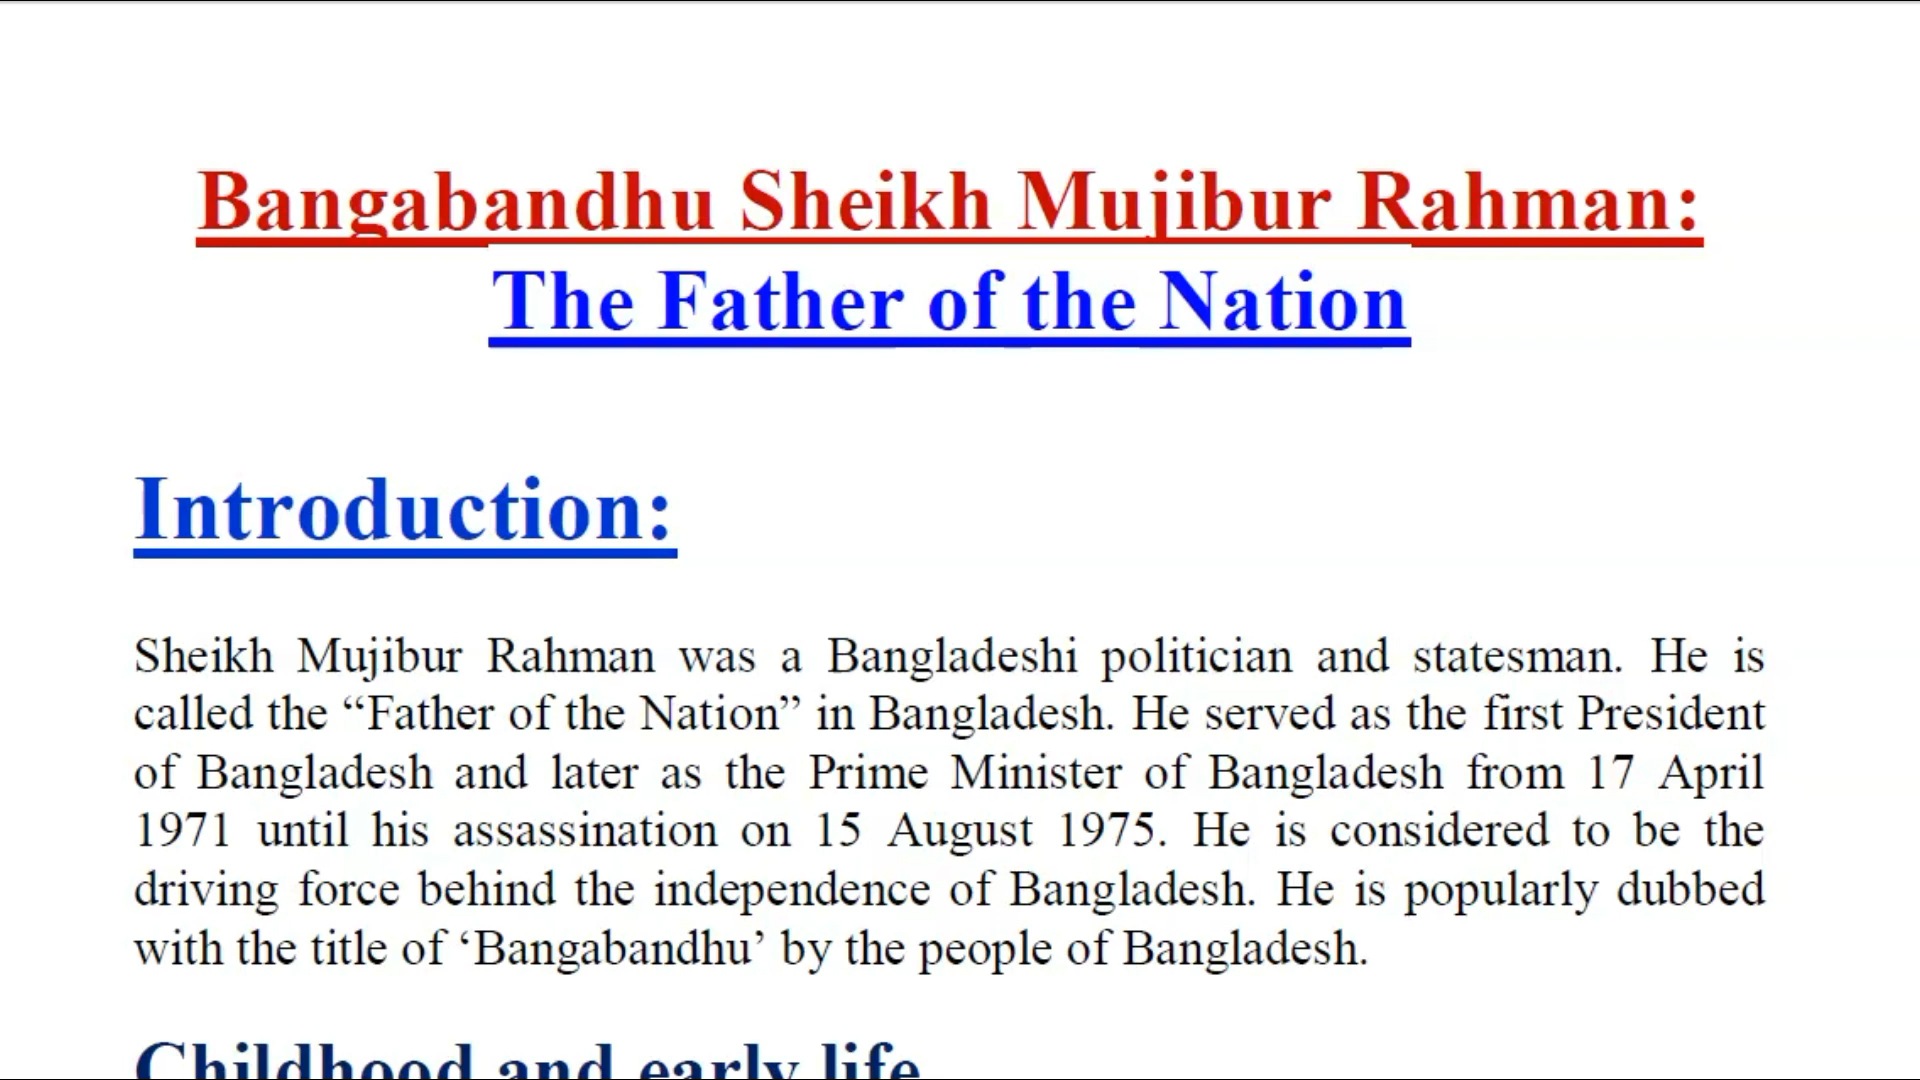 Bangabandhu Sheikh Mujibur Rahman:
The Father of the Nation
Introduction:
Sheikh Mujibur Rahman was a Bangladeshi politician and statesman. He is
called the “Father of the Nation” in Bangladesh. He served as the first President
of Bangladesh and later as the Prime Minister of Bangladesh from 17 April
1971 until his assassination on 15 August 1975. He is considered to be the
driving force behind the independence of Bangladesh. He is popularly dubbed
with the title of ‘Bangabandhu’ by the people of Bangladesh.
Childhood and early life